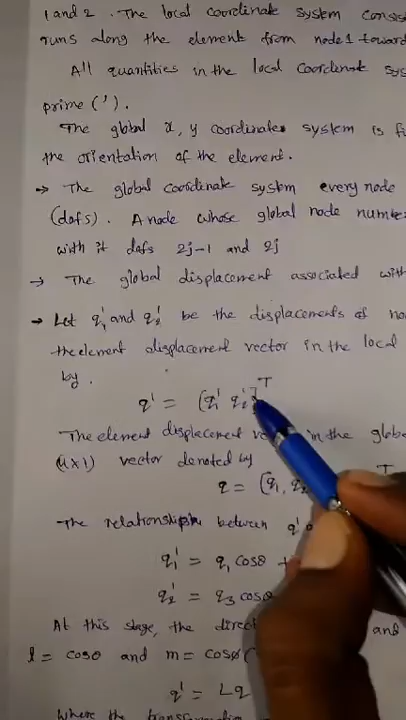 1 and 2. The local coordinate system
runs along the element from node 1 toward
All quantities in the local coordinate
prime (').
The global x, y coordinates system is
the orientation of the element.
→ The global coordinate system every node
(dofs). A node whose global node
with it dofs 2j-1 and 2j
→ The global displacement associated with
→ Let q₁' and q₂' be the displacements of
the element displacement vector in the local
by.
q' = [q₁' q₂']ᵀ
The element displacement in the
(4x1) vector denoted by
q = [q₁,
The relationship between q'
q₁' = q₁ cosθ +
q₂' = q₃ cosθ
At this stage, the and
l = cosθ and m = cosφ
q' = Lq
Where the